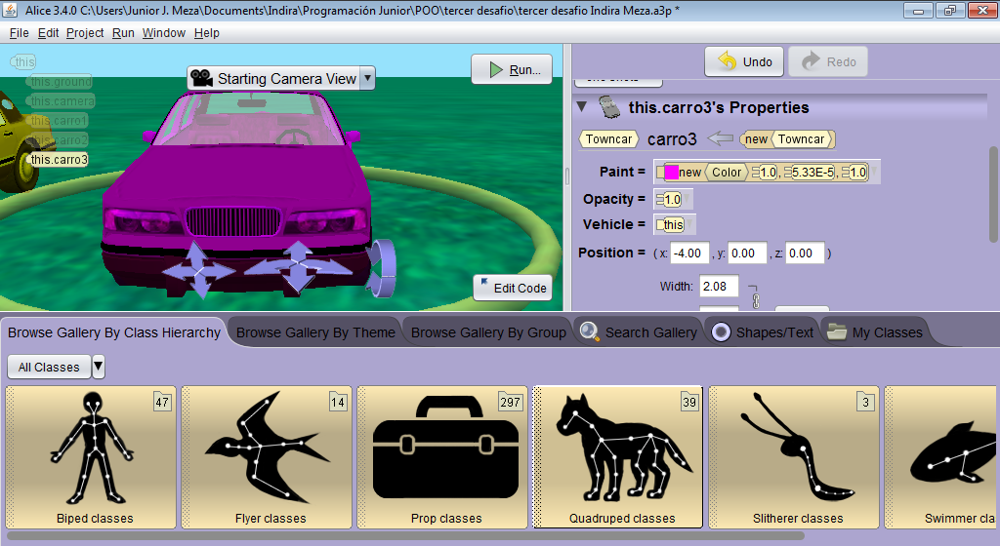 Alice 3.4.0 C:\Users\Junior J. Meza\Documents\Indira\Programación Junior\POO\tercer desafio\tercer desafio Indira Meza.a3p *
File Edit Project Run Window Help
this
this.ground
this.camera
this.carro1
this.carro2
this.carro3
Starting Camera View
Run...
Edit Code
Undo
Redo
this.carro3's Properties
Towncar carro3 new Towncar
Paint = new Color 1.0, 5.33E-5, 1.0
Opacity = 1.0
Vehicle = this
Position = ( x: -4.00 , y: 0.00 , z: 0.00 )
Width: 2.08
Browse Gallery By Class Hierarchy
Browse Gallery By Theme
Browse Gallery By Group
Search Gallery
Shapes/Text
My Classes
All Classes
47
Biped classes
14
Flyer classes
297
Prop classes
39
Quadruped classes
3
Slitherer classes
Swimmer cla